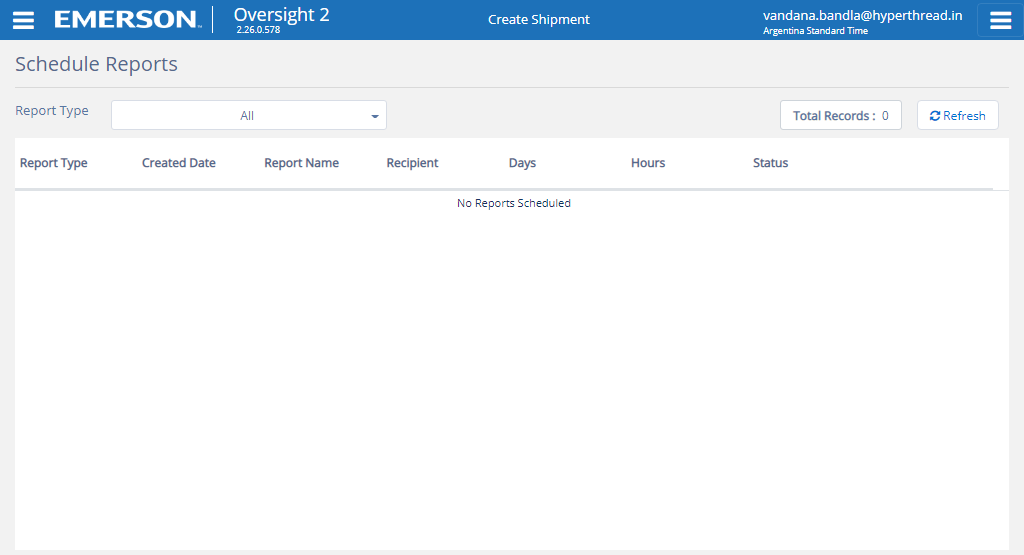 EMERSON
Oversight 2
2.26.0.578
Create Shipment
vandana.bandla@hyperthread.in
Argentina Standard Time
Schedule Reports
Report Type
All
Total Records : 0
Refresh
Report Type Created Date Report Name Recipient Days Hours Status
No Reports Scheduled